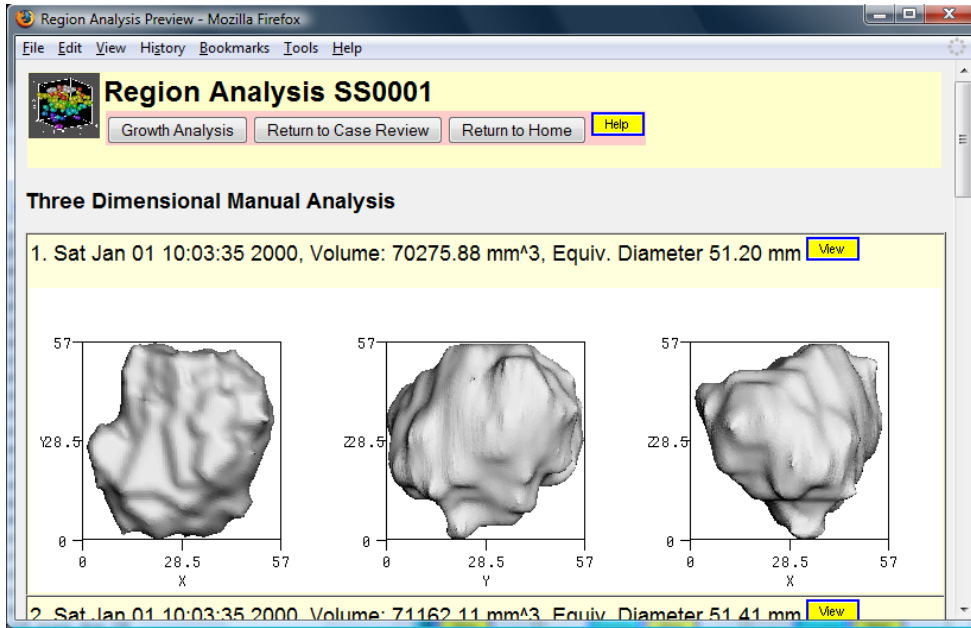 Region Analysis Preview - Mozilla Firefox
File Edit View History Bookmarks Tools Help
Region Analysis SS0001
Growth Analysis Return to Case Review Return to Home Help
Three Dimensional Manual Analysis
1. Sat Jan 01 10:03:35 2000, Volume: 70275.88 mm^3, Equiv. Diameter 51.20 mm View
57 57 57
Y28.5 Z28.5 Z28.5
0 0 0
0 28.5 57 0 28.5 57 0 28.5 57
X Y X
2. Sat Jan 01 10:03:35 2000, Volume: 71162.11 mm^3, Equiv. Diameter 51.41 mm View